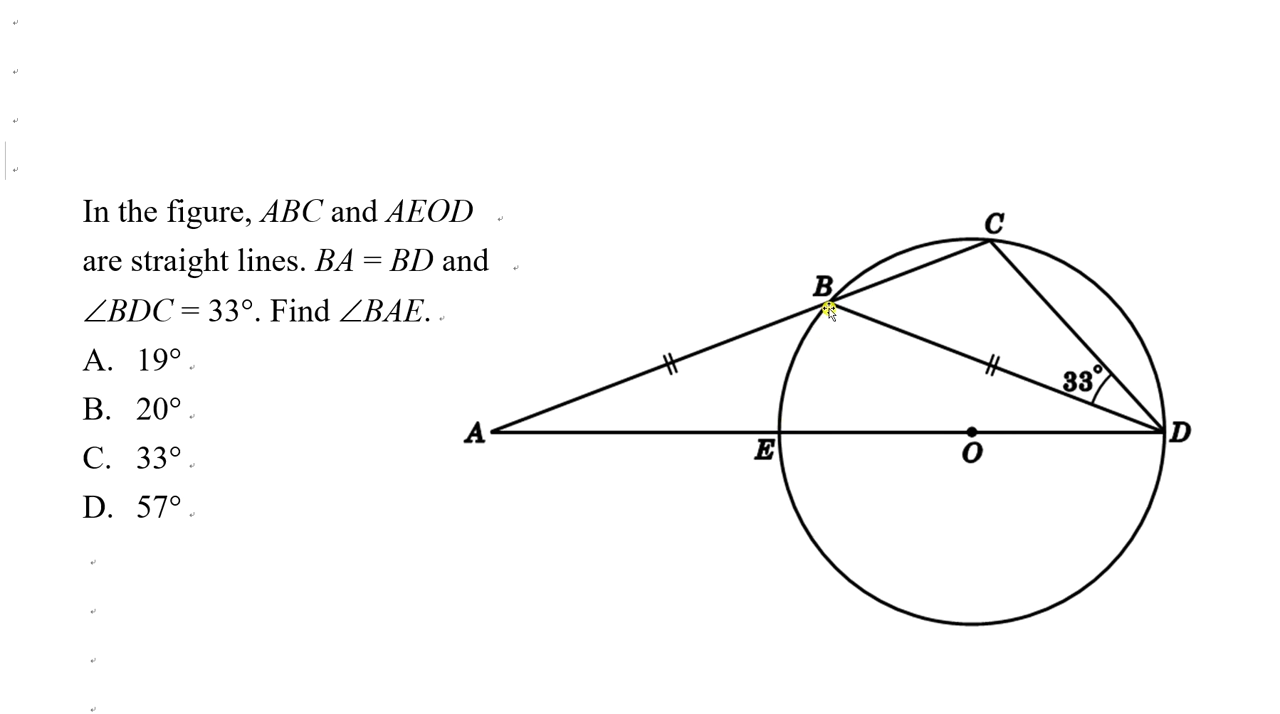 In the figure, ABC and AEOD
are straight lines. BA = BD and
∠BDC = 33°. Find ∠BAE.
A. 19°
B. 20°
C. 33°
D. 57°
C
B
33°
A
E
O
D